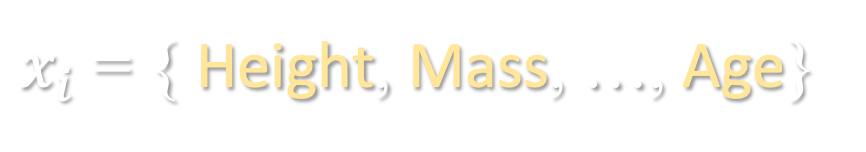 xᵢ = { Height, Mass, …, Age}